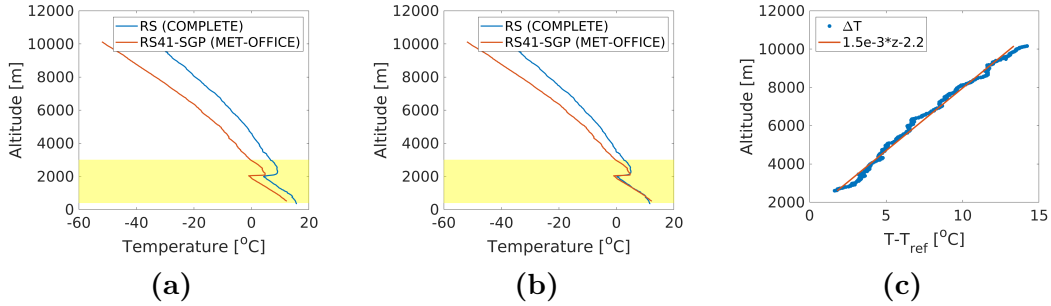 RS (COMPLETE)
RS41-SGP (MET-OFFICE)
12000
10000
8000
6000
4000
2000
0
Altitude [m]
-60 -40 -20 0 20
Temperature [°C]
(a)
RS (COMPLETE)
RS41-SGP (MET-OFFICE)
12000
10000
8000
6000
4000
2000
0
Altitude [m]
-60 -40 -20 0 20
Temperature [°C]
(b)
ΔT
1.5e-3*z-2.2
12000
10000
8000
6000
4000
2000
Altitude [m]
0 5 10 15
T-Tref [°C]
(c)